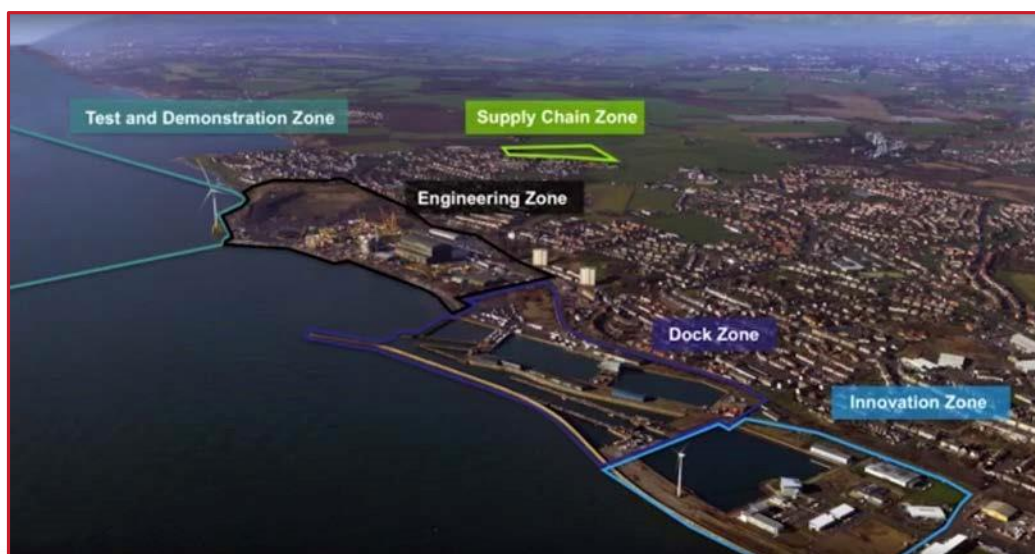 Test and Demonstration Zone
Supply Chain Zone
Engineering Zone
Dock Zone
Innovation Zone